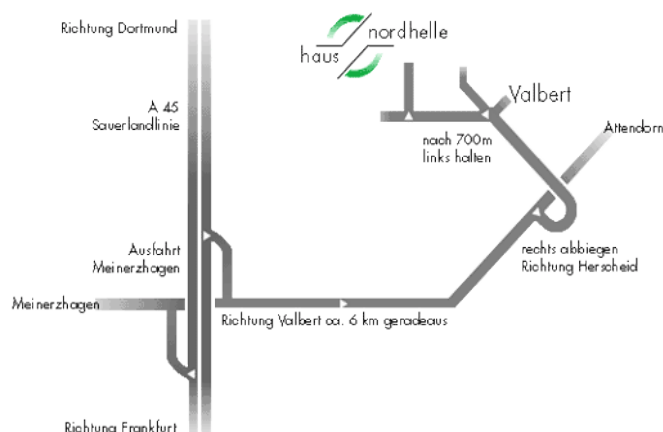 Richtung Dortmund
haus nordhelle
A 45
Sauerlandlinie
Valbert
Attendorn
nach 700m
links halten
Ausfahrt
Meinerzhagen
rechts abbiegen
Richtung Herscheid
Meinerzhagen
Richtung Valbert ca. 6 km geradeaus
Richtung Frankfurt